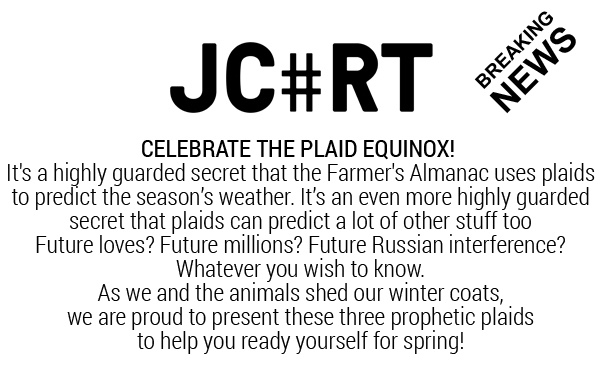 BREAKING
NEWS
JC#RT
CELEBRATE THE PLAID EQUINOX!
It's a highly guarded secret that the Farmer's Almanac uses plaids
to predict the season’s weather. It’s an even more highly guarded
secret that plaids can predict a lot of other stuff too
Future loves? Future millions? Future Russian interference?
Whatever you wish to know.
As we and the animals shed our winter coats,
we are proud to present these three prophetic plaids
to help you ready yourself for spring!